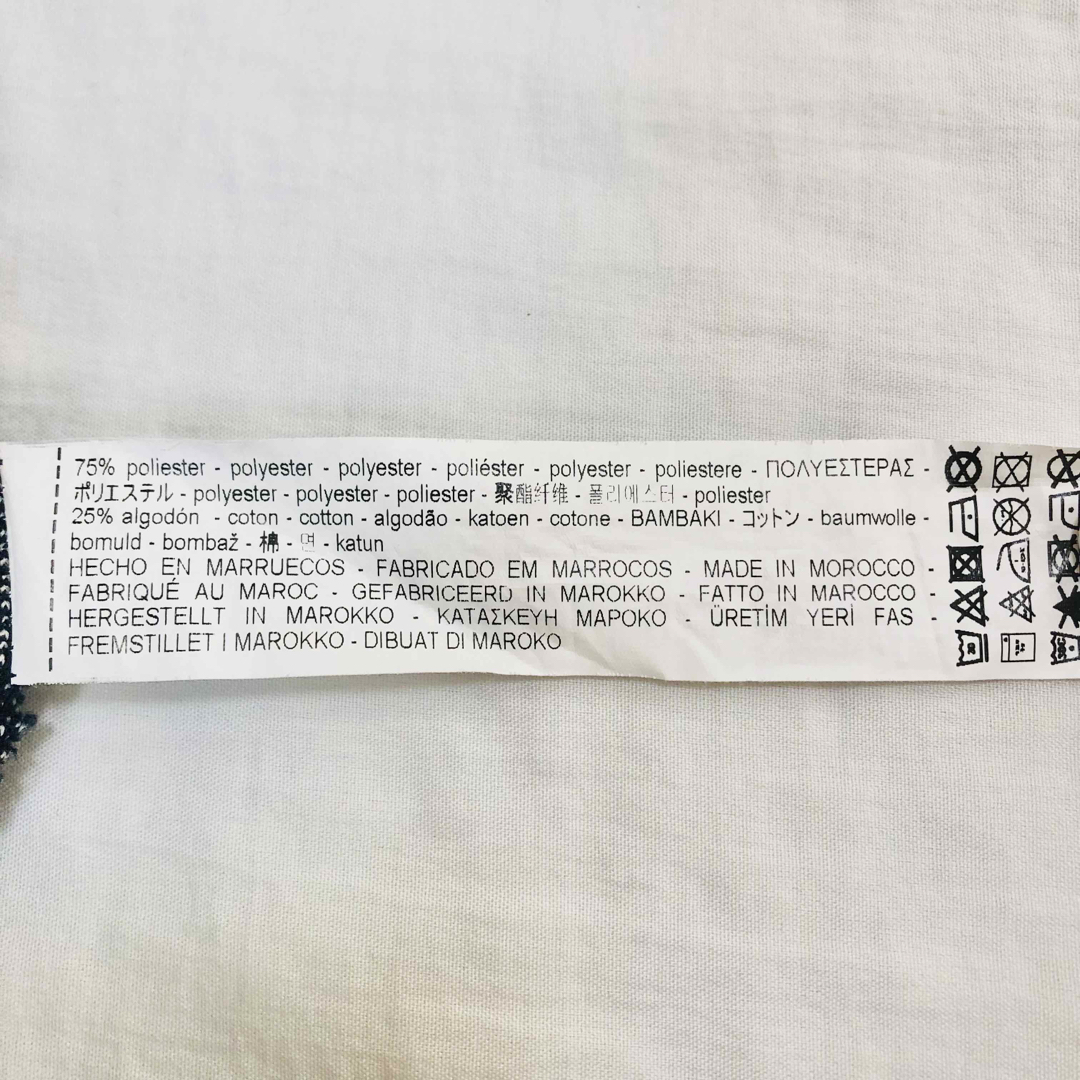 75% poliester - polyester - polyester - poliéster - polyester - poliestere - ΠΟΛΥΕΣΤΕΡΑΣ -
ポリエステル - polyester - polyester - poliester - 聚酯纤维 - 폴리에스터 - poliester
25% algodón - coton - cotton - algodão - katoen - cotone - BAMBAKI - コットン - baumwolle -
bomuld - bombaž - 棉 - 면 - katun
HECHO EN MARRUECOS - FABRICADO EM MARROCOS - MADE IN MOROCCO -
FABRIQUÉ AU MAROC - GEFABRICEERD IN MAROKKO - FATTO IN MAROCCO -
HERGESTELLT IN MAROKKO - ΚΑΤΑΣΚΕΥΗ ΜΑΡΟΚΟ - ÜRETİM YERİ FAS -
FREMSTILLET I MAROKKO - DIBUAT DI MAROKO